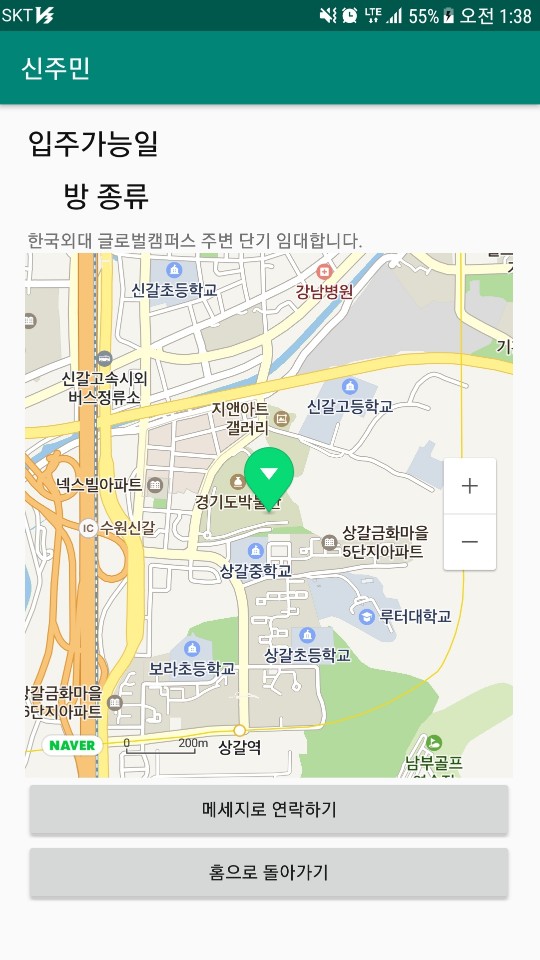 SKT LTE 55% 오전 1:38
신주민
입주가능일
방 종류
한국외대 글로벌캠퍼스 주변 단기 임대합니다.
신갈초등학교
강남병원
신갈고속시외
버스정류소
지앤아트
갤러리
신갈고등학교
넥스빌아파트
경기도박물관
IC 수원신갈
상갈금화마을
5단지아파트
상갈중학교
루터대학교
상갈초등학교
보라초등학교
상갈금화마을
6단지아파트
NAVER
0 200m
상갈역
남부골프
+
−
메세지로 연락하기
홈으로 돌아가기